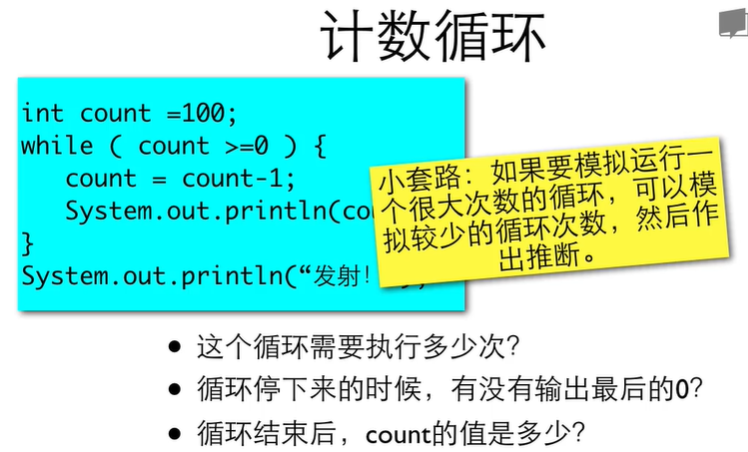 计数循环
int count =100;
while ( count >=0 ) {
count = count-1;
System.out.println(co
}
System.out.println(“发射!
小套路：如果要模拟运行一
个很大次数的循环，可以模
拟较少的循环次数，然后作
出推断。
• 这个循环需要执行多少次?
• 循环停下来的时候，有没有输出最后的0?
• 循环结束后，count的值是多少?